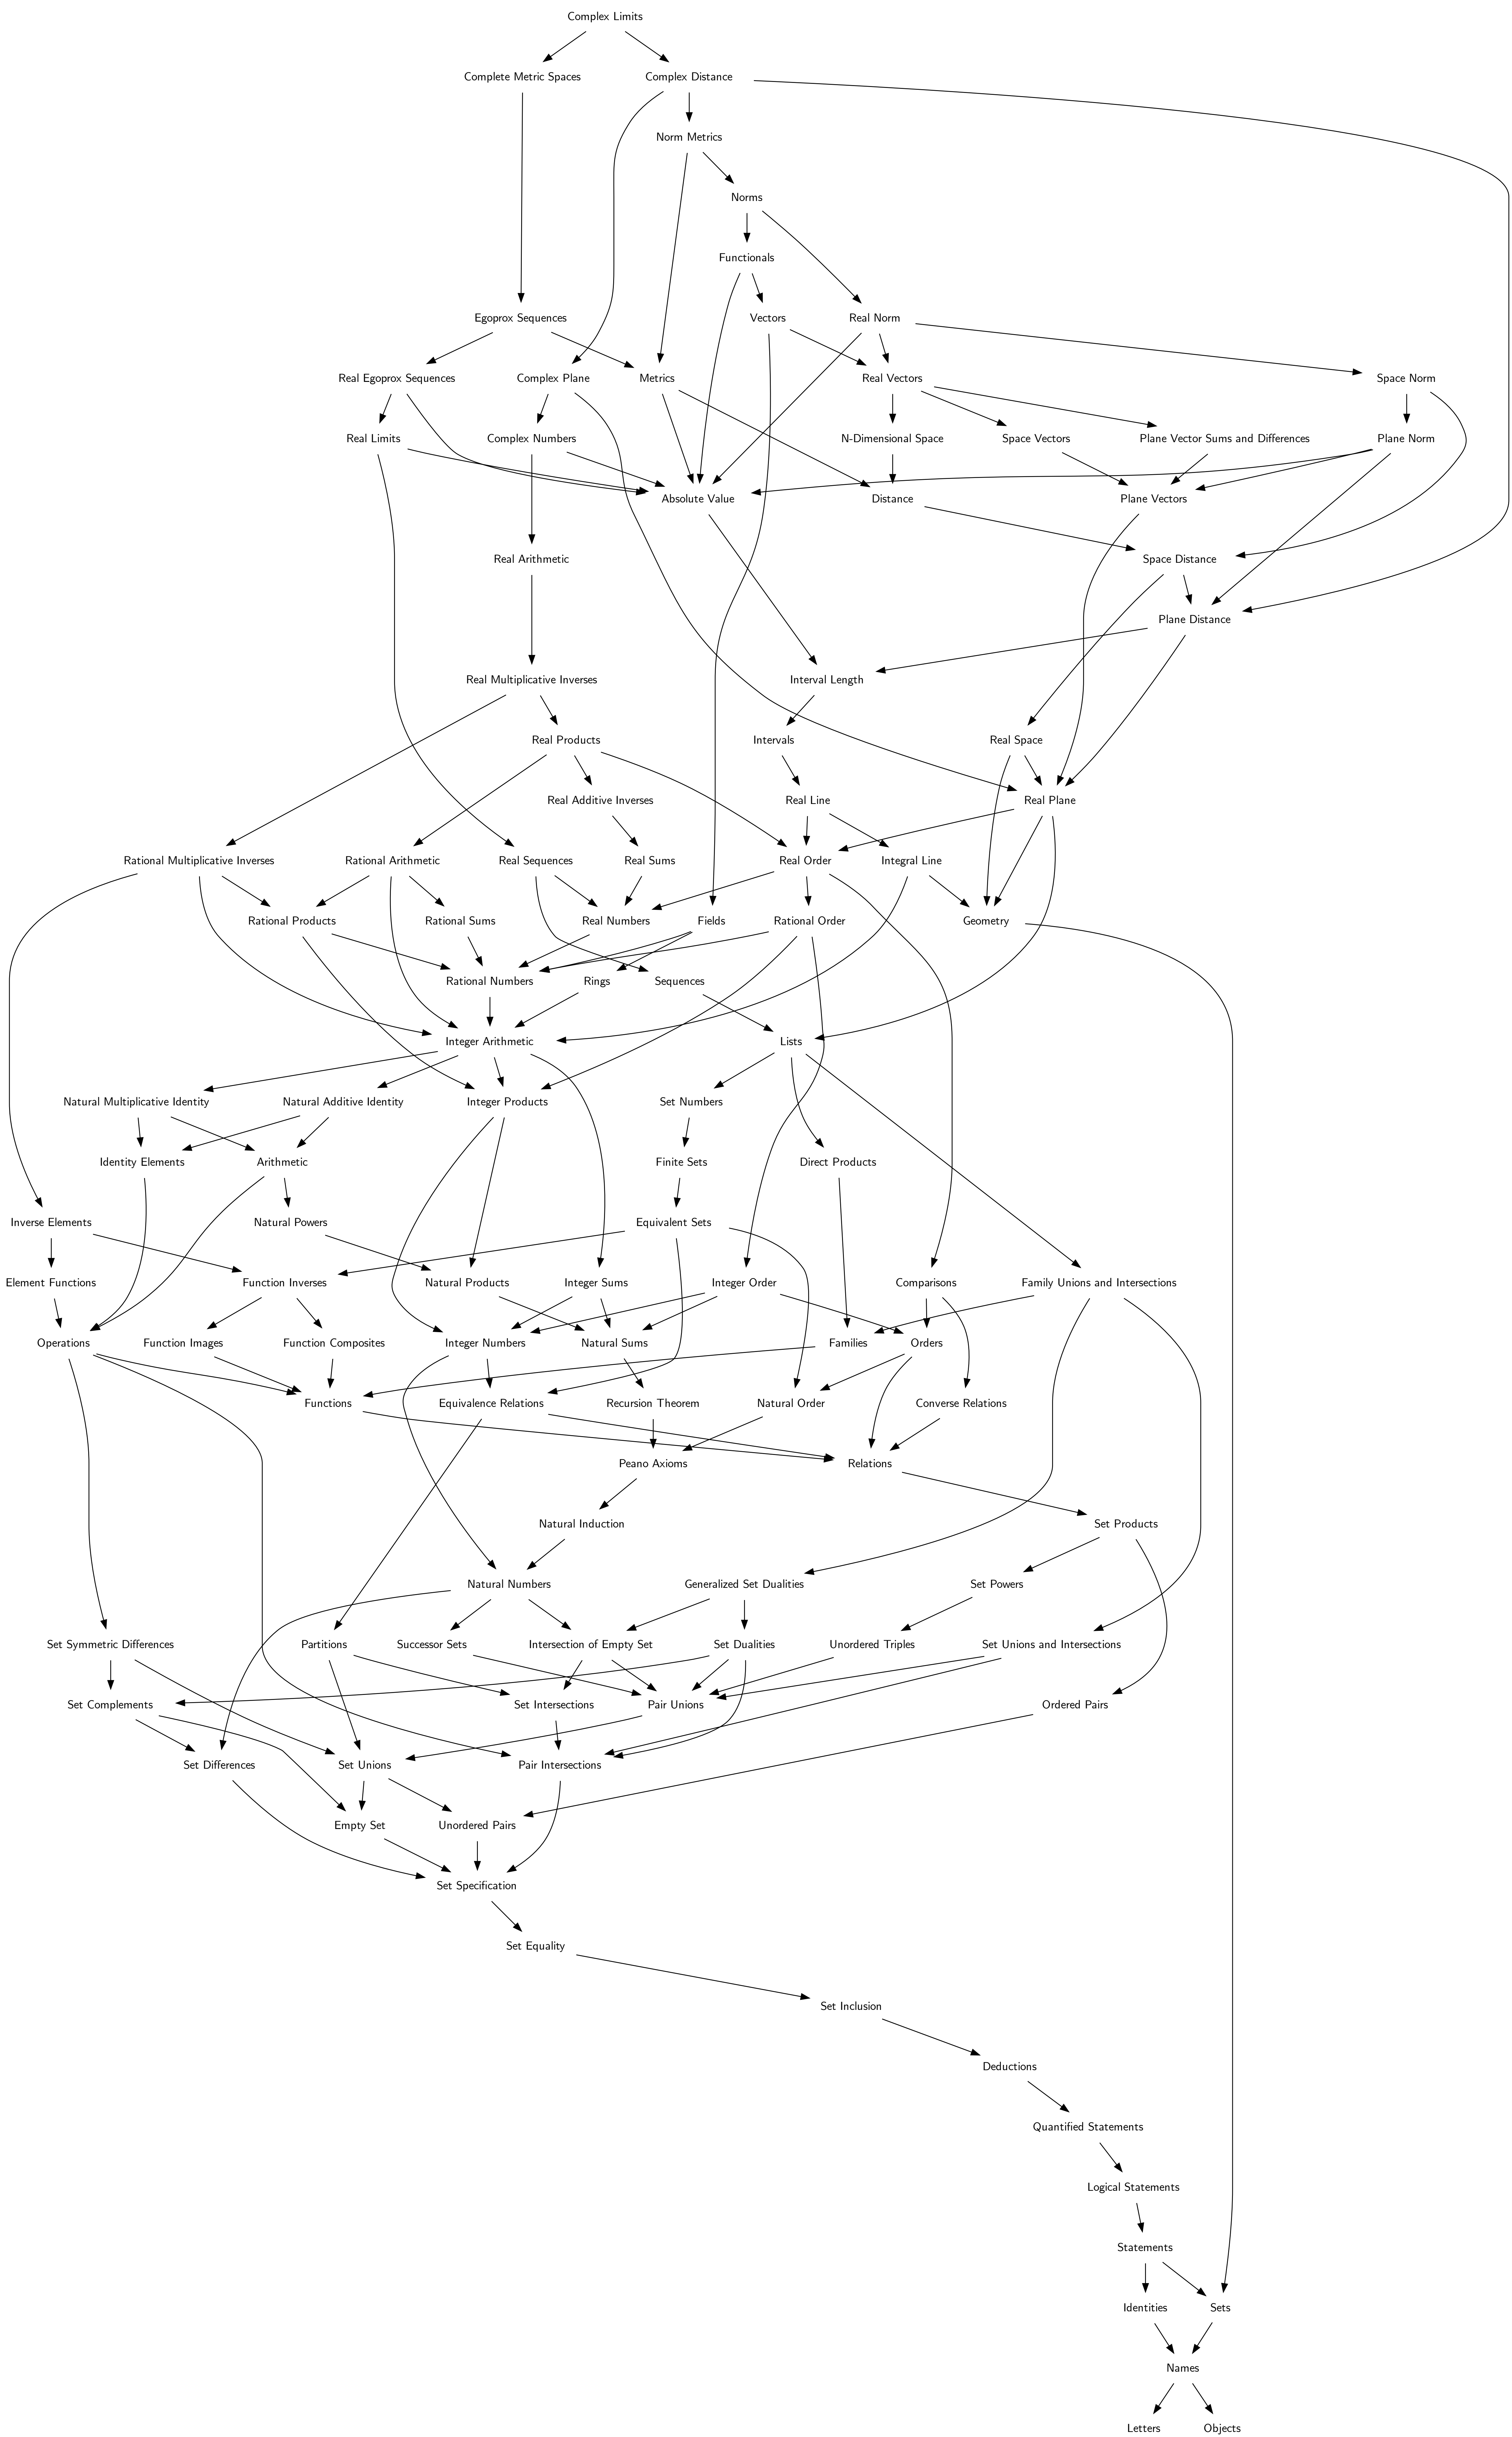 Complex Limits
Complete Metric Spaces
Complex Distance
Norm Metrics
Norms
Functionals
Egoprox Sequences
Vectors
Real Norm
Real Egoprox Sequences
Complex Plane
Metrics
Real Vectors
Space Norm
Real Limits
Complex Numbers
N-Dimensional Space
Space Vectors
Plane Vector Sums and Differences
Plane Norm
Absolute Value
Distance
Plane Vectors
Real Arithmetic
Space Distance
Plane Distance
Real Multiplicative Inverses
Interval Length
Real Products
Intervals
Real Space
Real Additive Inverses
Real Line
Real Plane
Rational Multiplicative Inverses
Rational Arithmetic
Real Sequences
Real Sums
Real Order
Integral Line
Rational Products
Rational Sums
Real Numbers
Fields
Rational Order
Geometry
Rational Numbers
Rings
Sequences
Integer Arithmetic
Lists
Natural Multiplicative Identity
Natural Additive Identity
Integer Products
Set Numbers
Identity Elements
Arithmetic
Finite Sets
Direct Products
Inverse Elements
Natural Powers
Equivalent Sets
Element Functions
Function Inverses
Natural Products
Integer Sums
Integer Order
Comparisons
Family Unions and Intersections
Operations
Function Images
Function Composites
Integer Numbers
Natural Sums
Families
Orders
Functions
Equivalence Relations
Recursion Theorem
Natural Order
Converse Relations
Peano Axioms
Relations
Natural Induction
Set Products
Natural Numbers
Generalized Set Dualities
Set Powers
Set Symmetric Differences
Partitions
Successor Sets
Intersection of Empty Set
Set Dualities
Unordered Triples
Set Unions and Intersections
Set Complements
Set Intersections
Pair Unions
Ordered Pairs
Set Differences
Set Unions
Pair Intersections
Empty Set
Unordered Pairs
Set Specification
Set Equality
Set Inclusion
Deductions
Quantified Statements
Logical Statements
Statements
Identities
Sets
Names
Letters
Objects